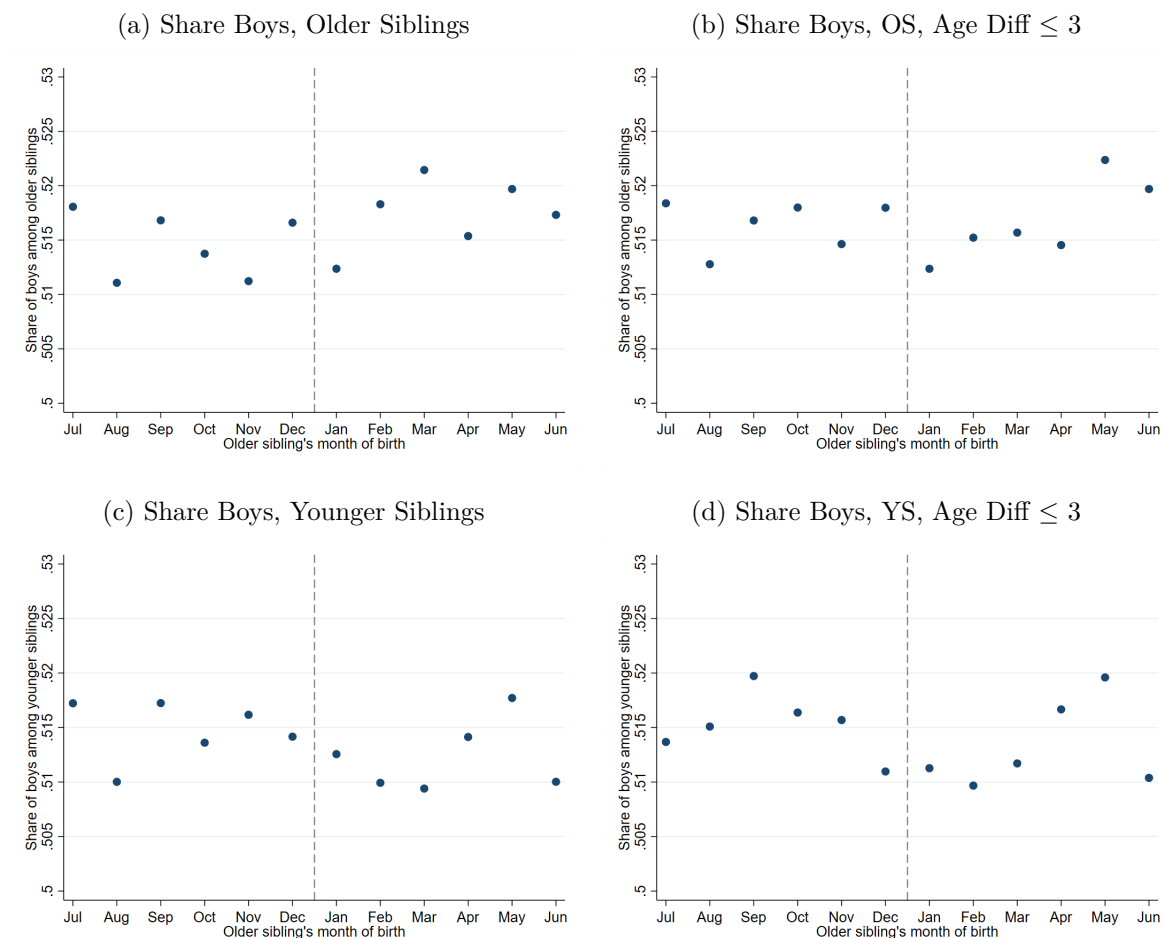 (a) Share Boys, Older Siblings
Share of boys among older siblings
.53
.525
.52
.515
.51
.505
.5
Jul Aug Sep Oct Nov Dec Jan Feb Mar Apr May Jun
Older sibling's month of birth
(b) Share Boys, OS, Age Diff ≤ 3
Share of boys among older siblings
.53
.525
.52
.515
.51
.505
.5
Jul Aug Sep Oct Nov Dec Jan Feb Mar Apr May Jun
Older sibling's month of birth
(c) Share Boys, Younger Siblings
Share of boys among younger siblings
.53
.525
.52
.515
.51
.505
.5
Jul Aug Sep Oct Nov Dec Jan Feb Mar Apr May Jun
Older sibling's month of birth
(d) Share Boys, YS, Age Diff ≤ 3
Share of boys among younger siblings
.53
.525
.52
.515
.51
.505
.5
Jul Aug Sep Oct Nov Dec Jan Feb Mar Apr May Jun
Older sibling's month of birth